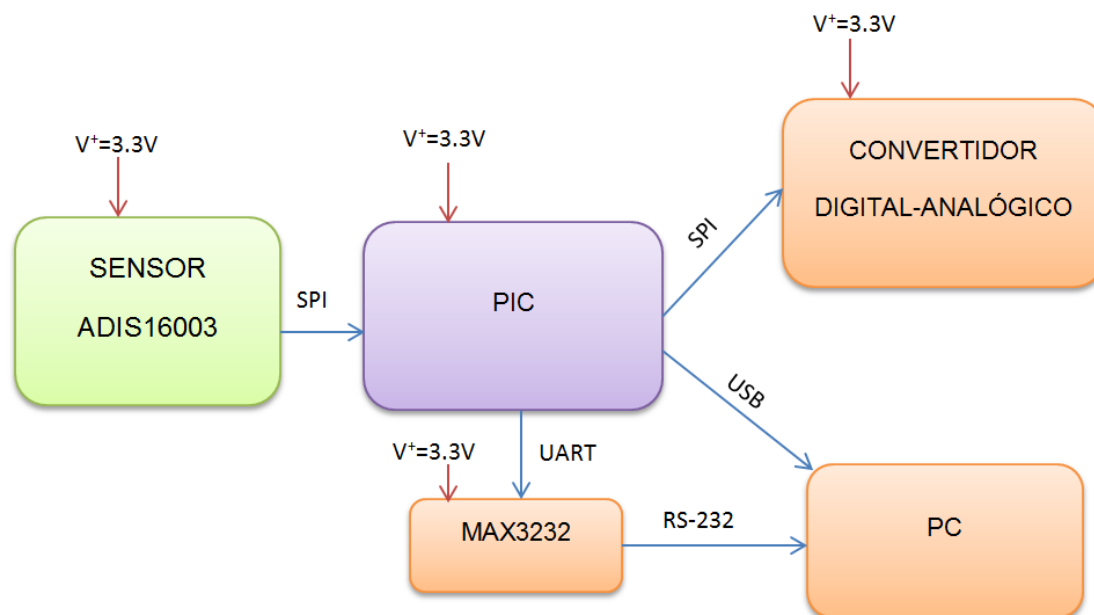 V⁺=3.3V
CONVERTIDOR
DIGITAL-ANALÓGICO
V⁺=3.3V
V⁺=3.3V
SENSOR
ADIS16003
SPI
PIC
SPI
USB
UART
V⁺=3.3V
MAX3232
RS-232
PC